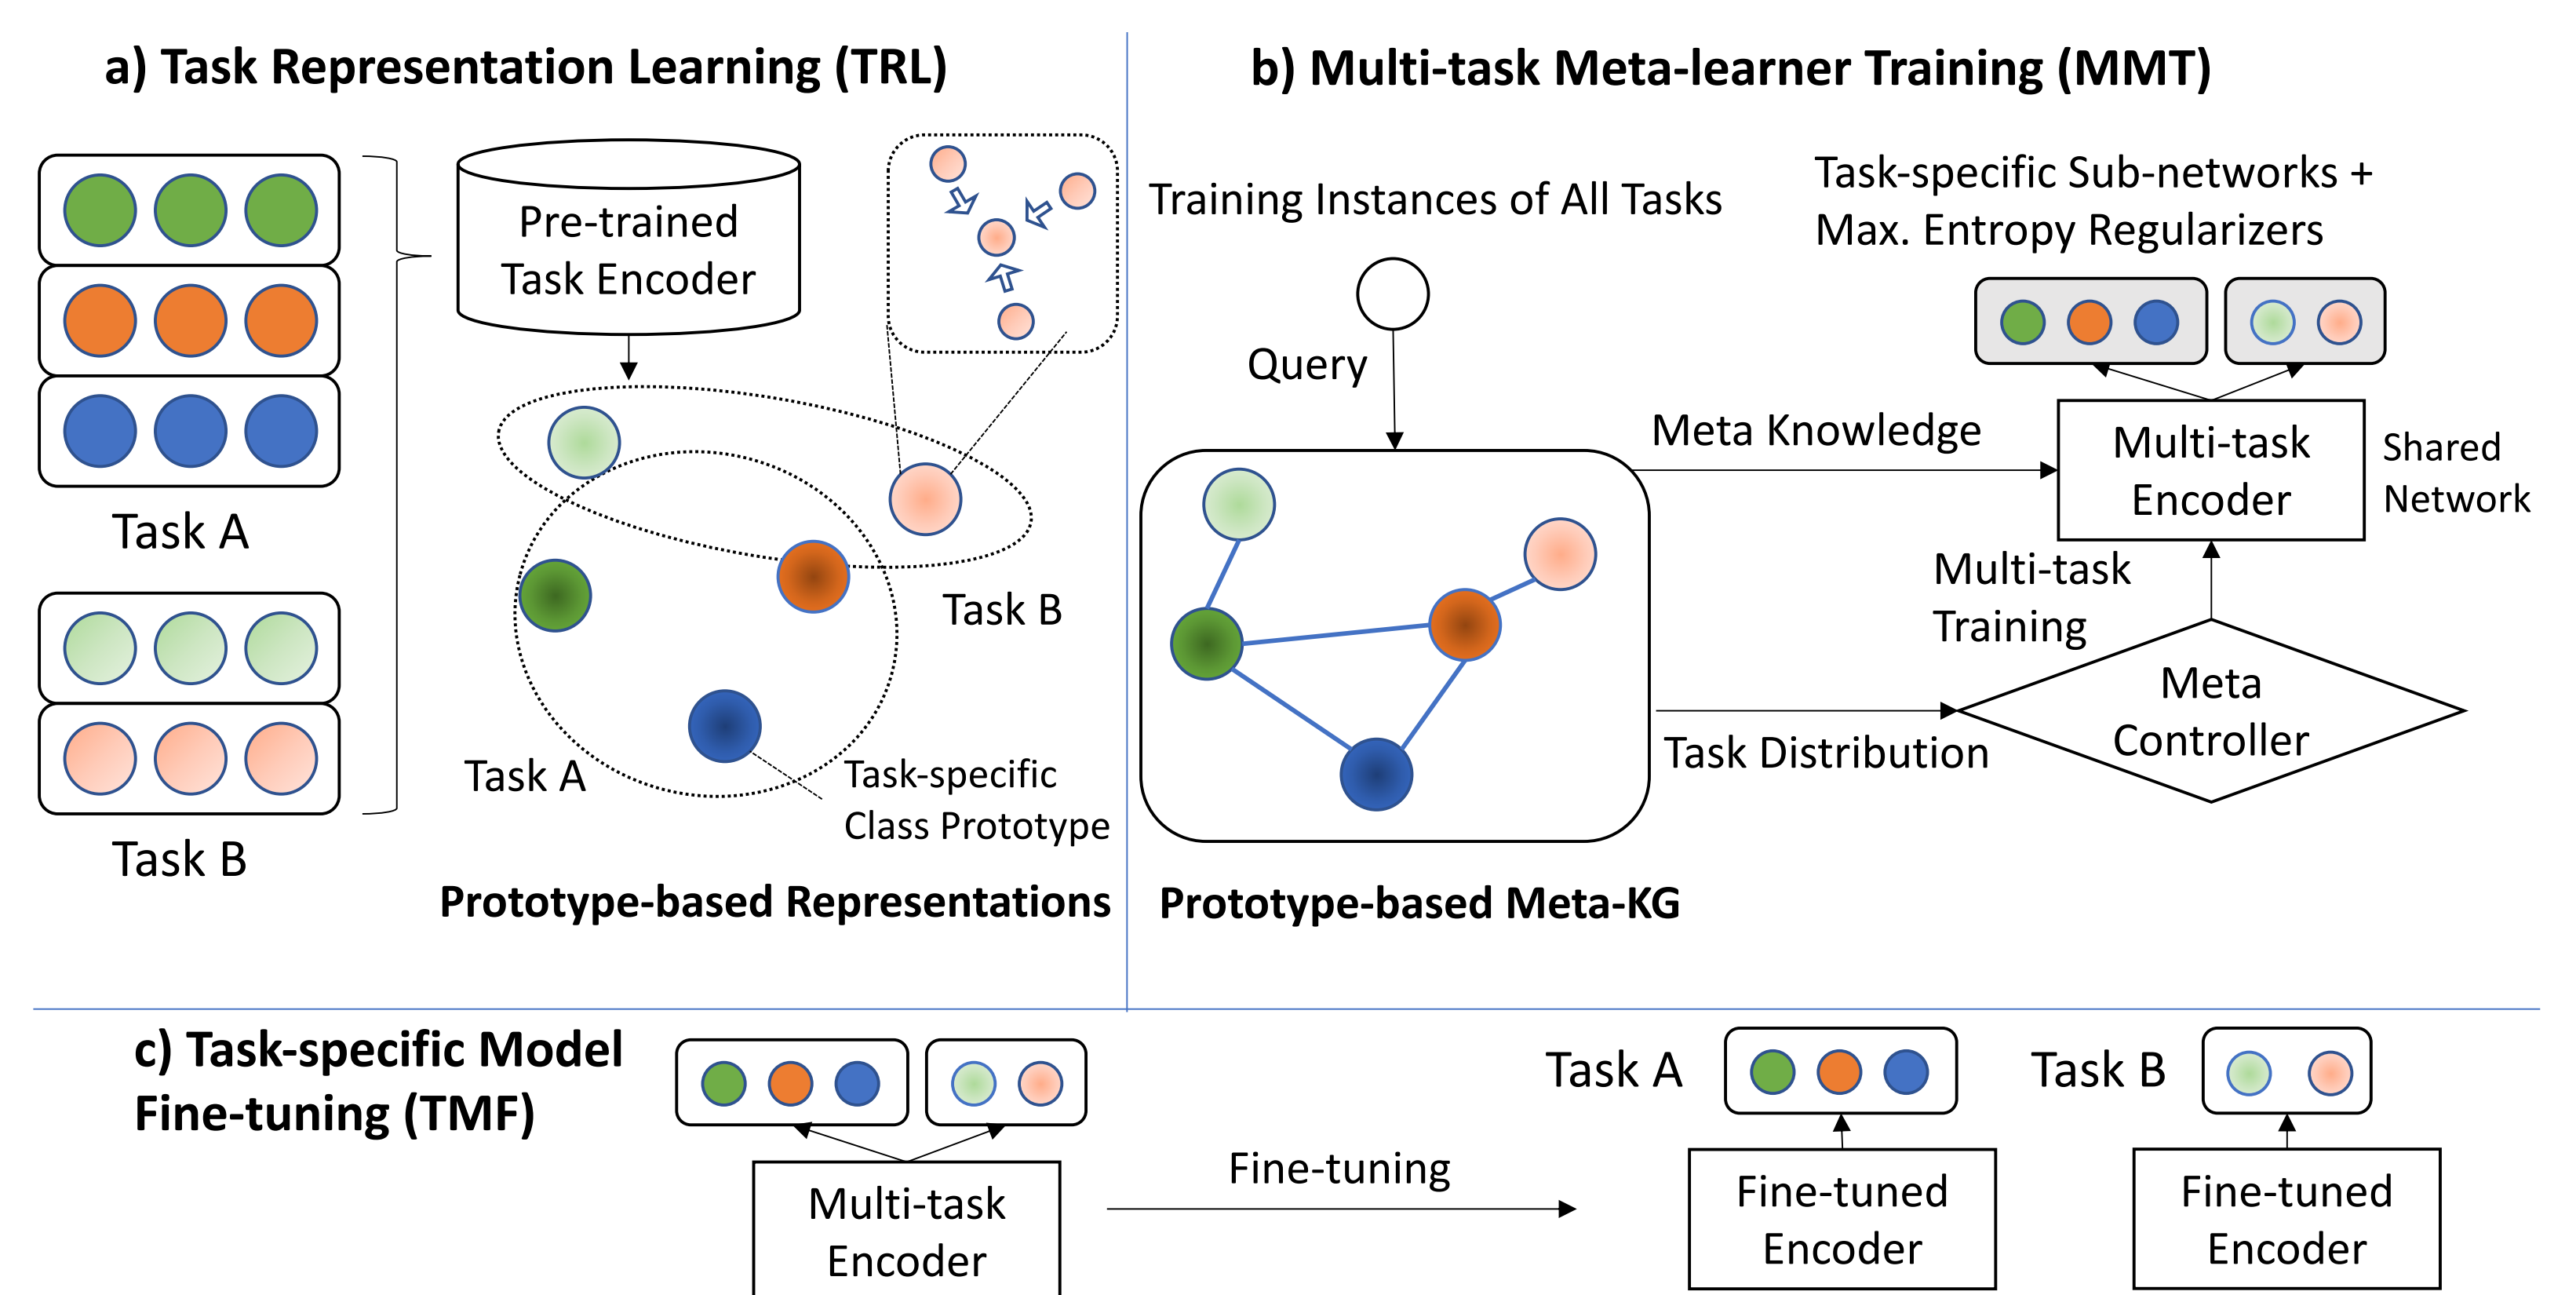 a) Task Representation Learning (TRL)
Pre-trained
Task Encoder
Task A
Task B
Task B
Task A
Task-specific
Class Prototype
Prototype-based Representations
b) Multi-task Meta-learner Training (MMT)
Training Instances of All Tasks
Task-specific Sub-networks +
Max. Entropy Regularizers
Query
Meta Knowledge
Multi-task
Encoder
Shared
Network
Multi-task
Training
Meta
Controller
Task Distribution
Prototype-based Meta-KG
c) Task-specific Model
Fine-tuning (TMF)
Multi-task
Encoder
Fine-tuning
Task A
Fine-tuned
Encoder
Task B
Fine-tuned
Encoder